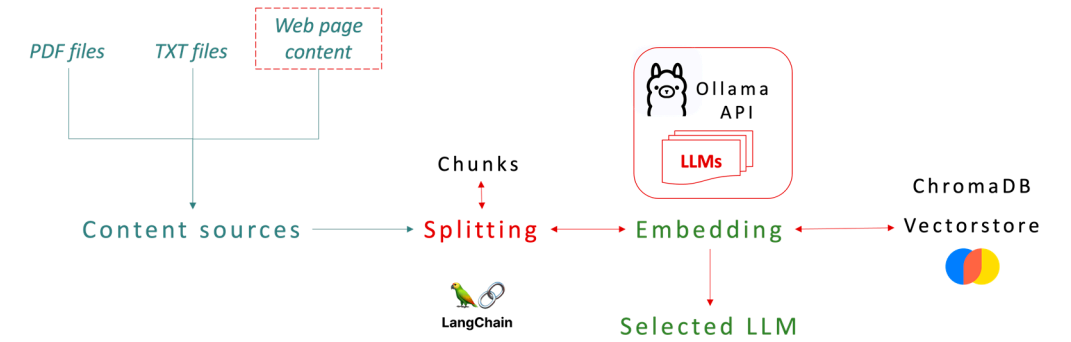 Web page
content
PDF files
TXT files
Ollama
API
LLMs
Chunks
ChromaDB
Content sources
Splitting
Embedding
Vectorstore
LangChain
Selected LLM